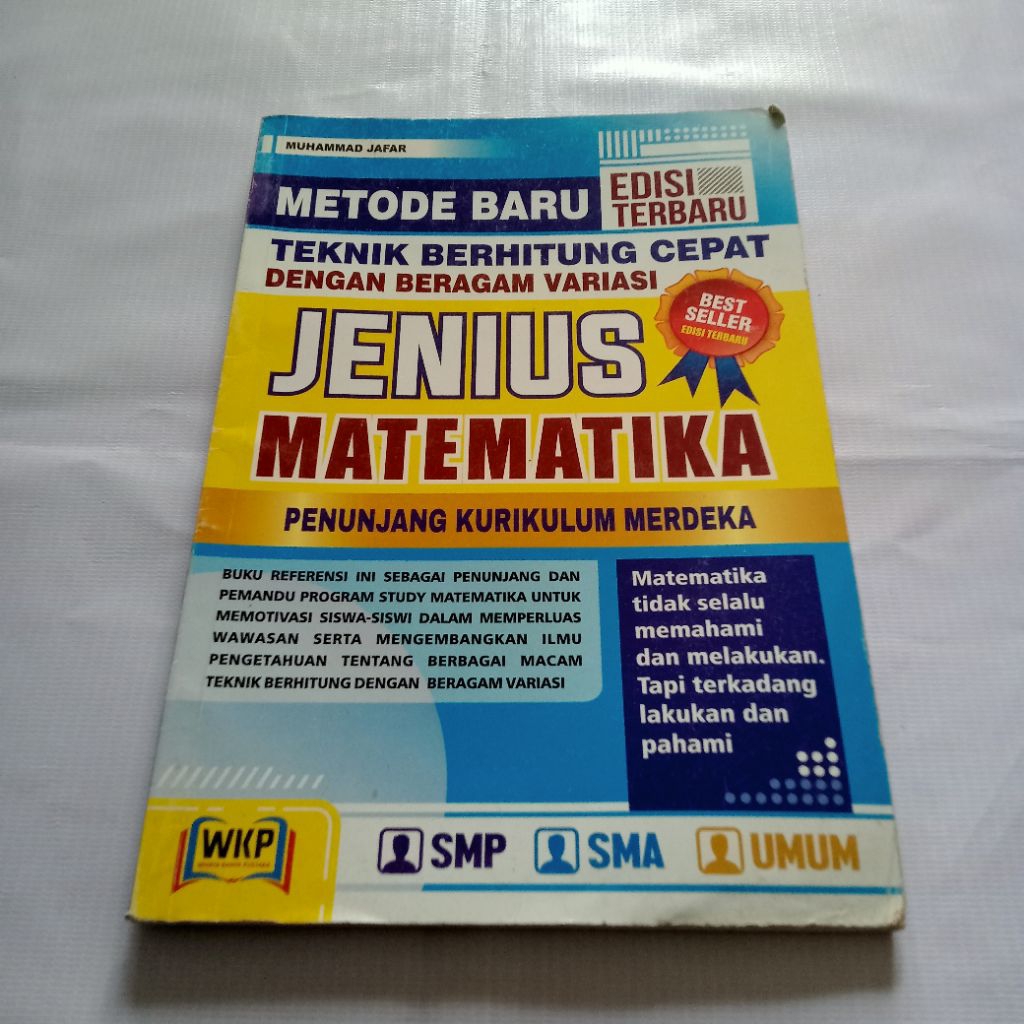 MUHAMMAD JAFAR
METODE BARU
EDISI
TERBARU
TEKNIK BERHITUNG CEPAT
DENGAN BERAGAM VARIASI
BEST
SELLER
EDISI TERBARU
JENIUS
MATEMATIKA
PENUNJANG KURIKULUM MERDEKA
BUKU REFERENSI INI SEBAGAI PENUNJANG DAN
PEMANDU PROGRAM STUDY MATEMATIKA UNTUK
MEMOTIVASI SISWA-SISWI DALAM MEMPERLUAS
WAWASAN SERTA MENGEMBANGKAN ILMU
PENGETAHUAN TENTANG BERBAGAI MACAM
TEKNIK BERHITUNG DENGAN BERAGAM VARIASI
Matematika
tidak selalu
memahami
dan melakukan.
Tapi terkadang
lakukan dan
pahami
WKP
SMP
SMA
UMUM